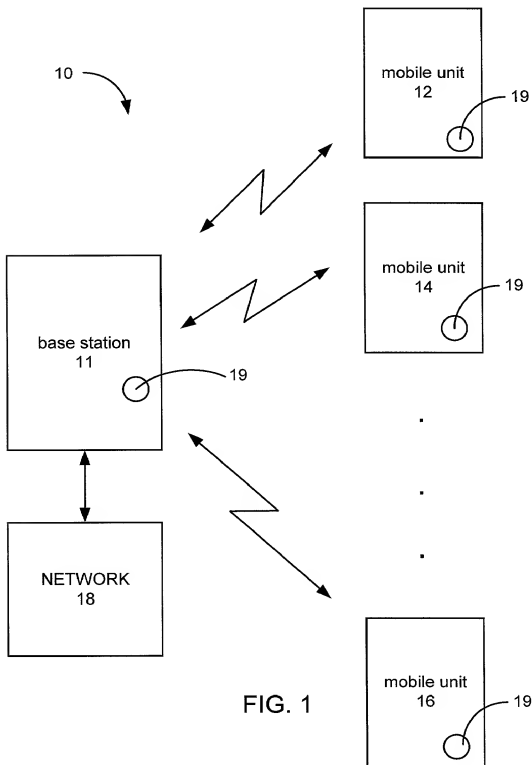 10
mobile unit
12
19
mobile unit
14
19
base station
11
19
NETWORK
18
mobile unit
16
19
FIG. 1